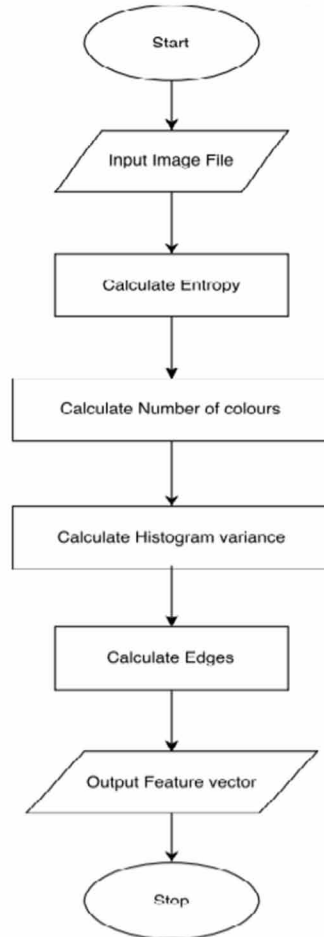 Start
Input Image File
Calculate Entropy
Calculate Number of colours
Calculate Histogram variance
Calculate Edges
Output Feature vector
Stop